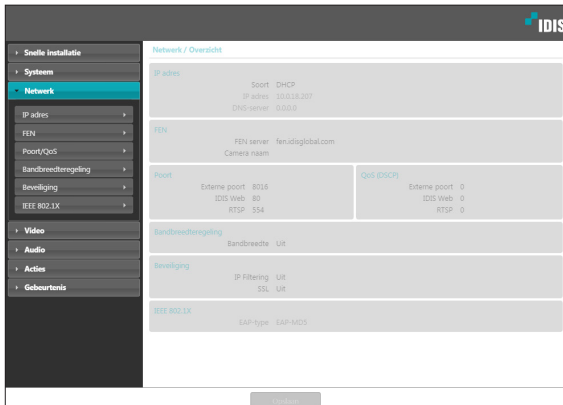 IDIS
Snelle installatie
Systeem
Netwerk
IP adres
FEN
Poort/QoS
Bandbreedteregeling
Beveiliging
IEEE 802.1X
Video
Audio
Acties
Gebeurtenis
Netwerk / Overzicht
IP adres
Soort DHCP
IP adres 10.0.18.207
DNS-server 0.0.0.0
FEN
FEN server fen.idisglobal.com
Camera naam
Poort
Externe poort 8016
IDIS Web 80
RTSP 554
QoS (DSCP)
Externe poort 0
IDIS Web 0
RTSP 0
Bandbreedteregeling
Bandbreedte Uit
Beveiliging
IP Filtering Uit
SSL Uit
IEEE 802.1X
EAP-type EAP-MD5